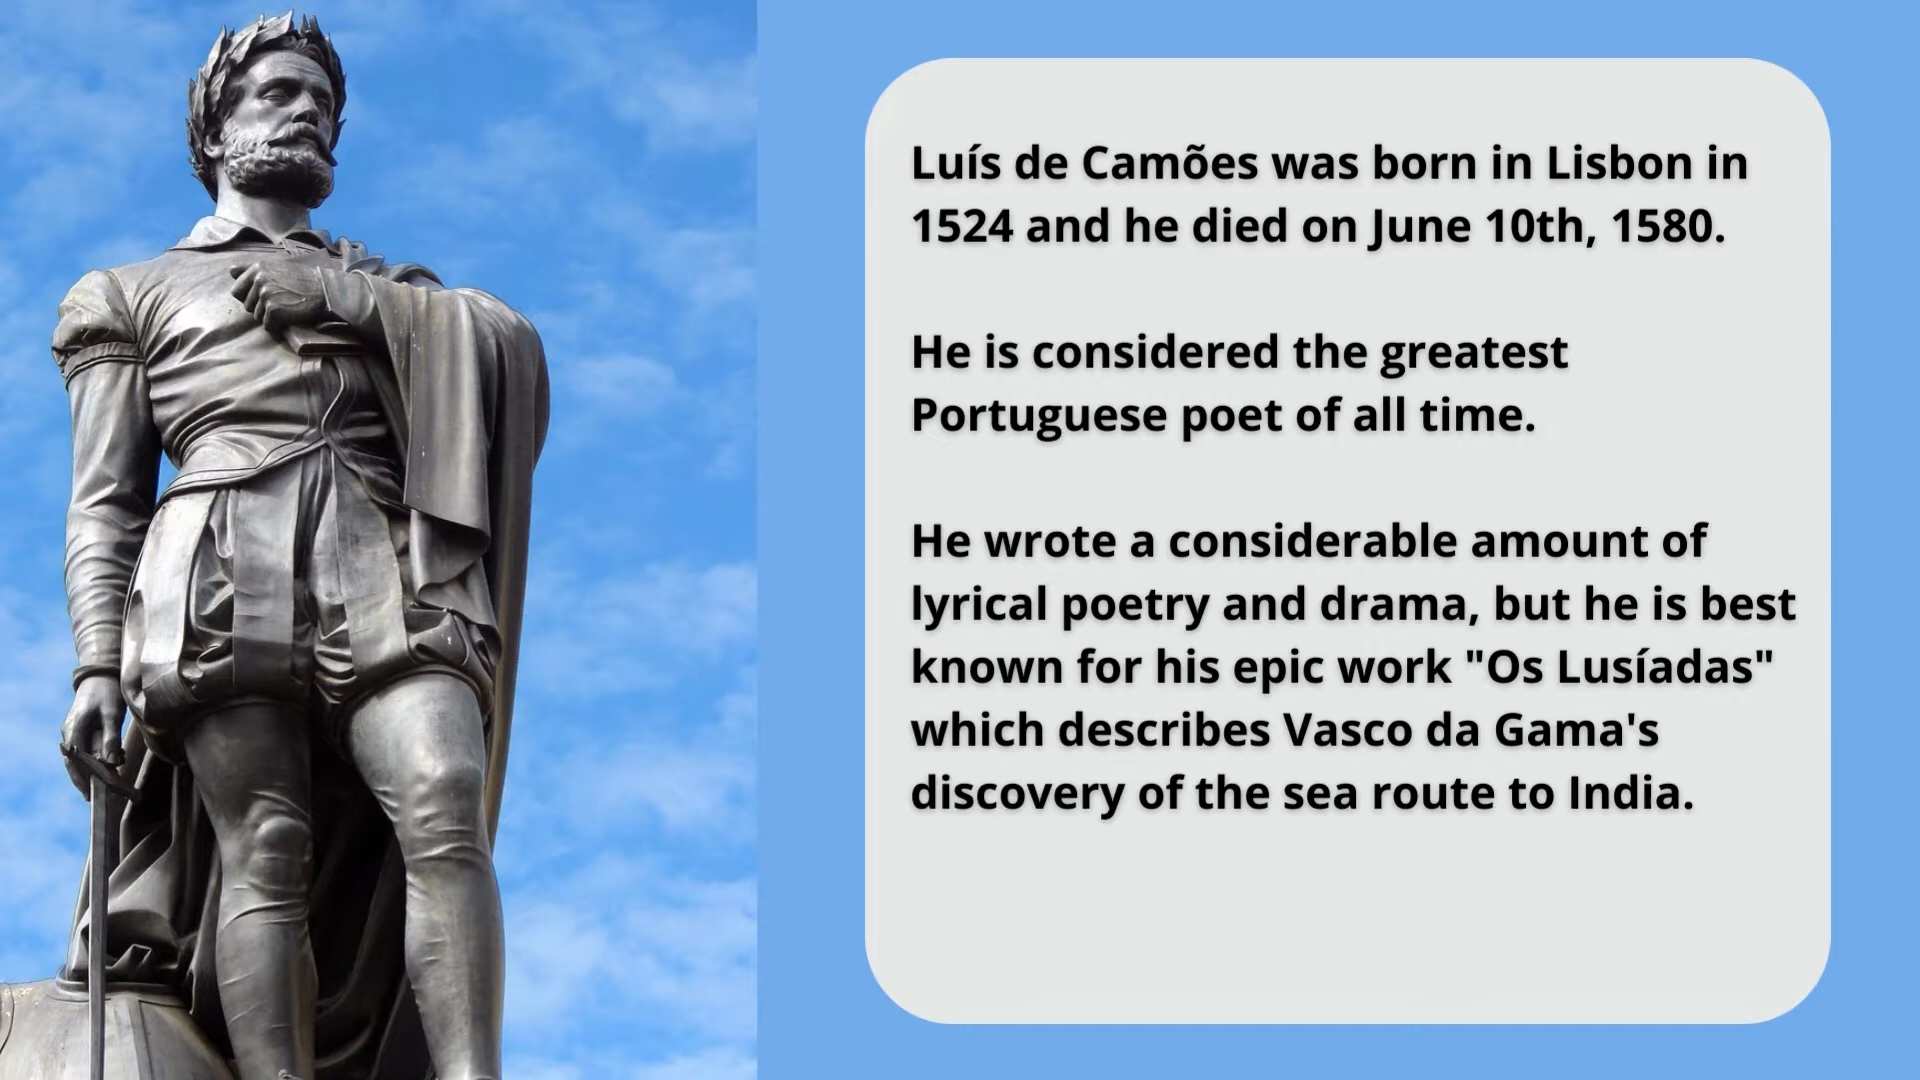 Luís de Camões was born in Lisbon in
1524 and he died on June 10th, 1580.
He is considered the greatest
Portuguese poet of all time.
He wrote a considerable amount of
lyrical poetry and drama, but he is best
known for his epic work "Os Lusíadas"
which describes Vasco da Gama's
discovery of the sea route to India.